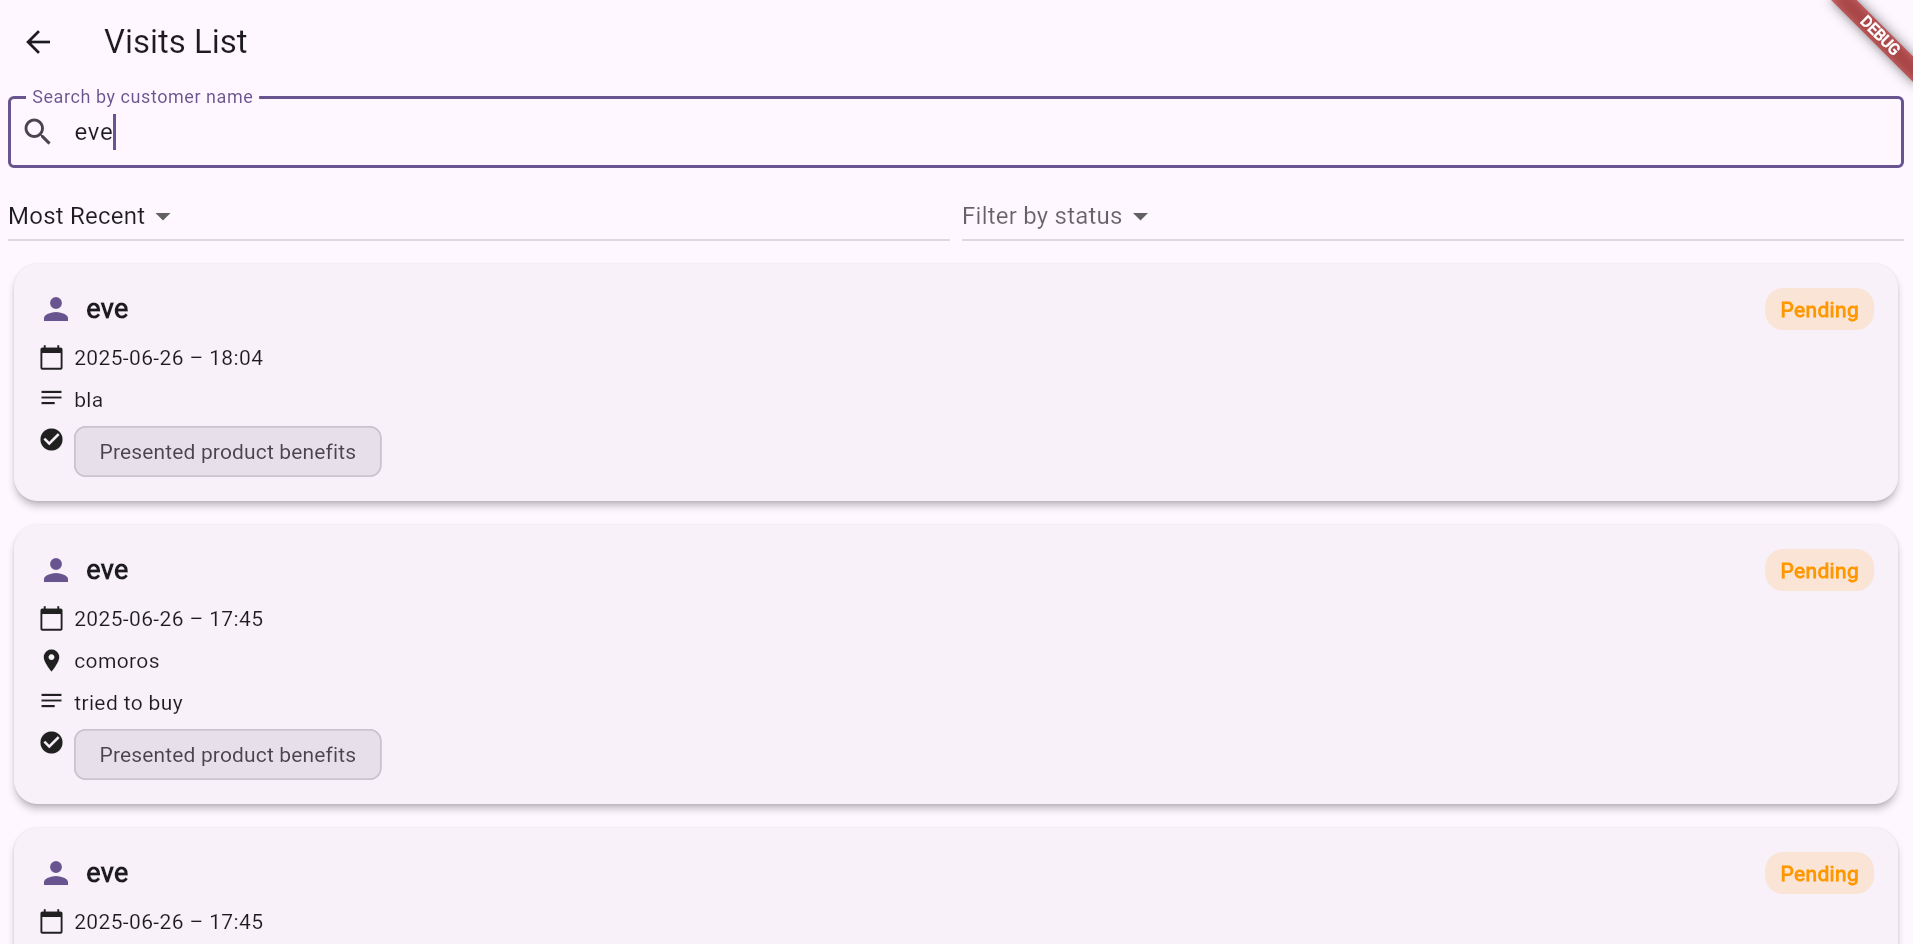 Visits List
DEBUG
Search by customer name
eve
Most Recent
Filter by status
eve
Pending
2025-06-26 – 18:04
bla
Presented product benefits
eve
Pending
2025-06-26 – 17:45
comoros
tried to buy
Presented product benefits
eve
Pending
2025-06-26 – 17:45